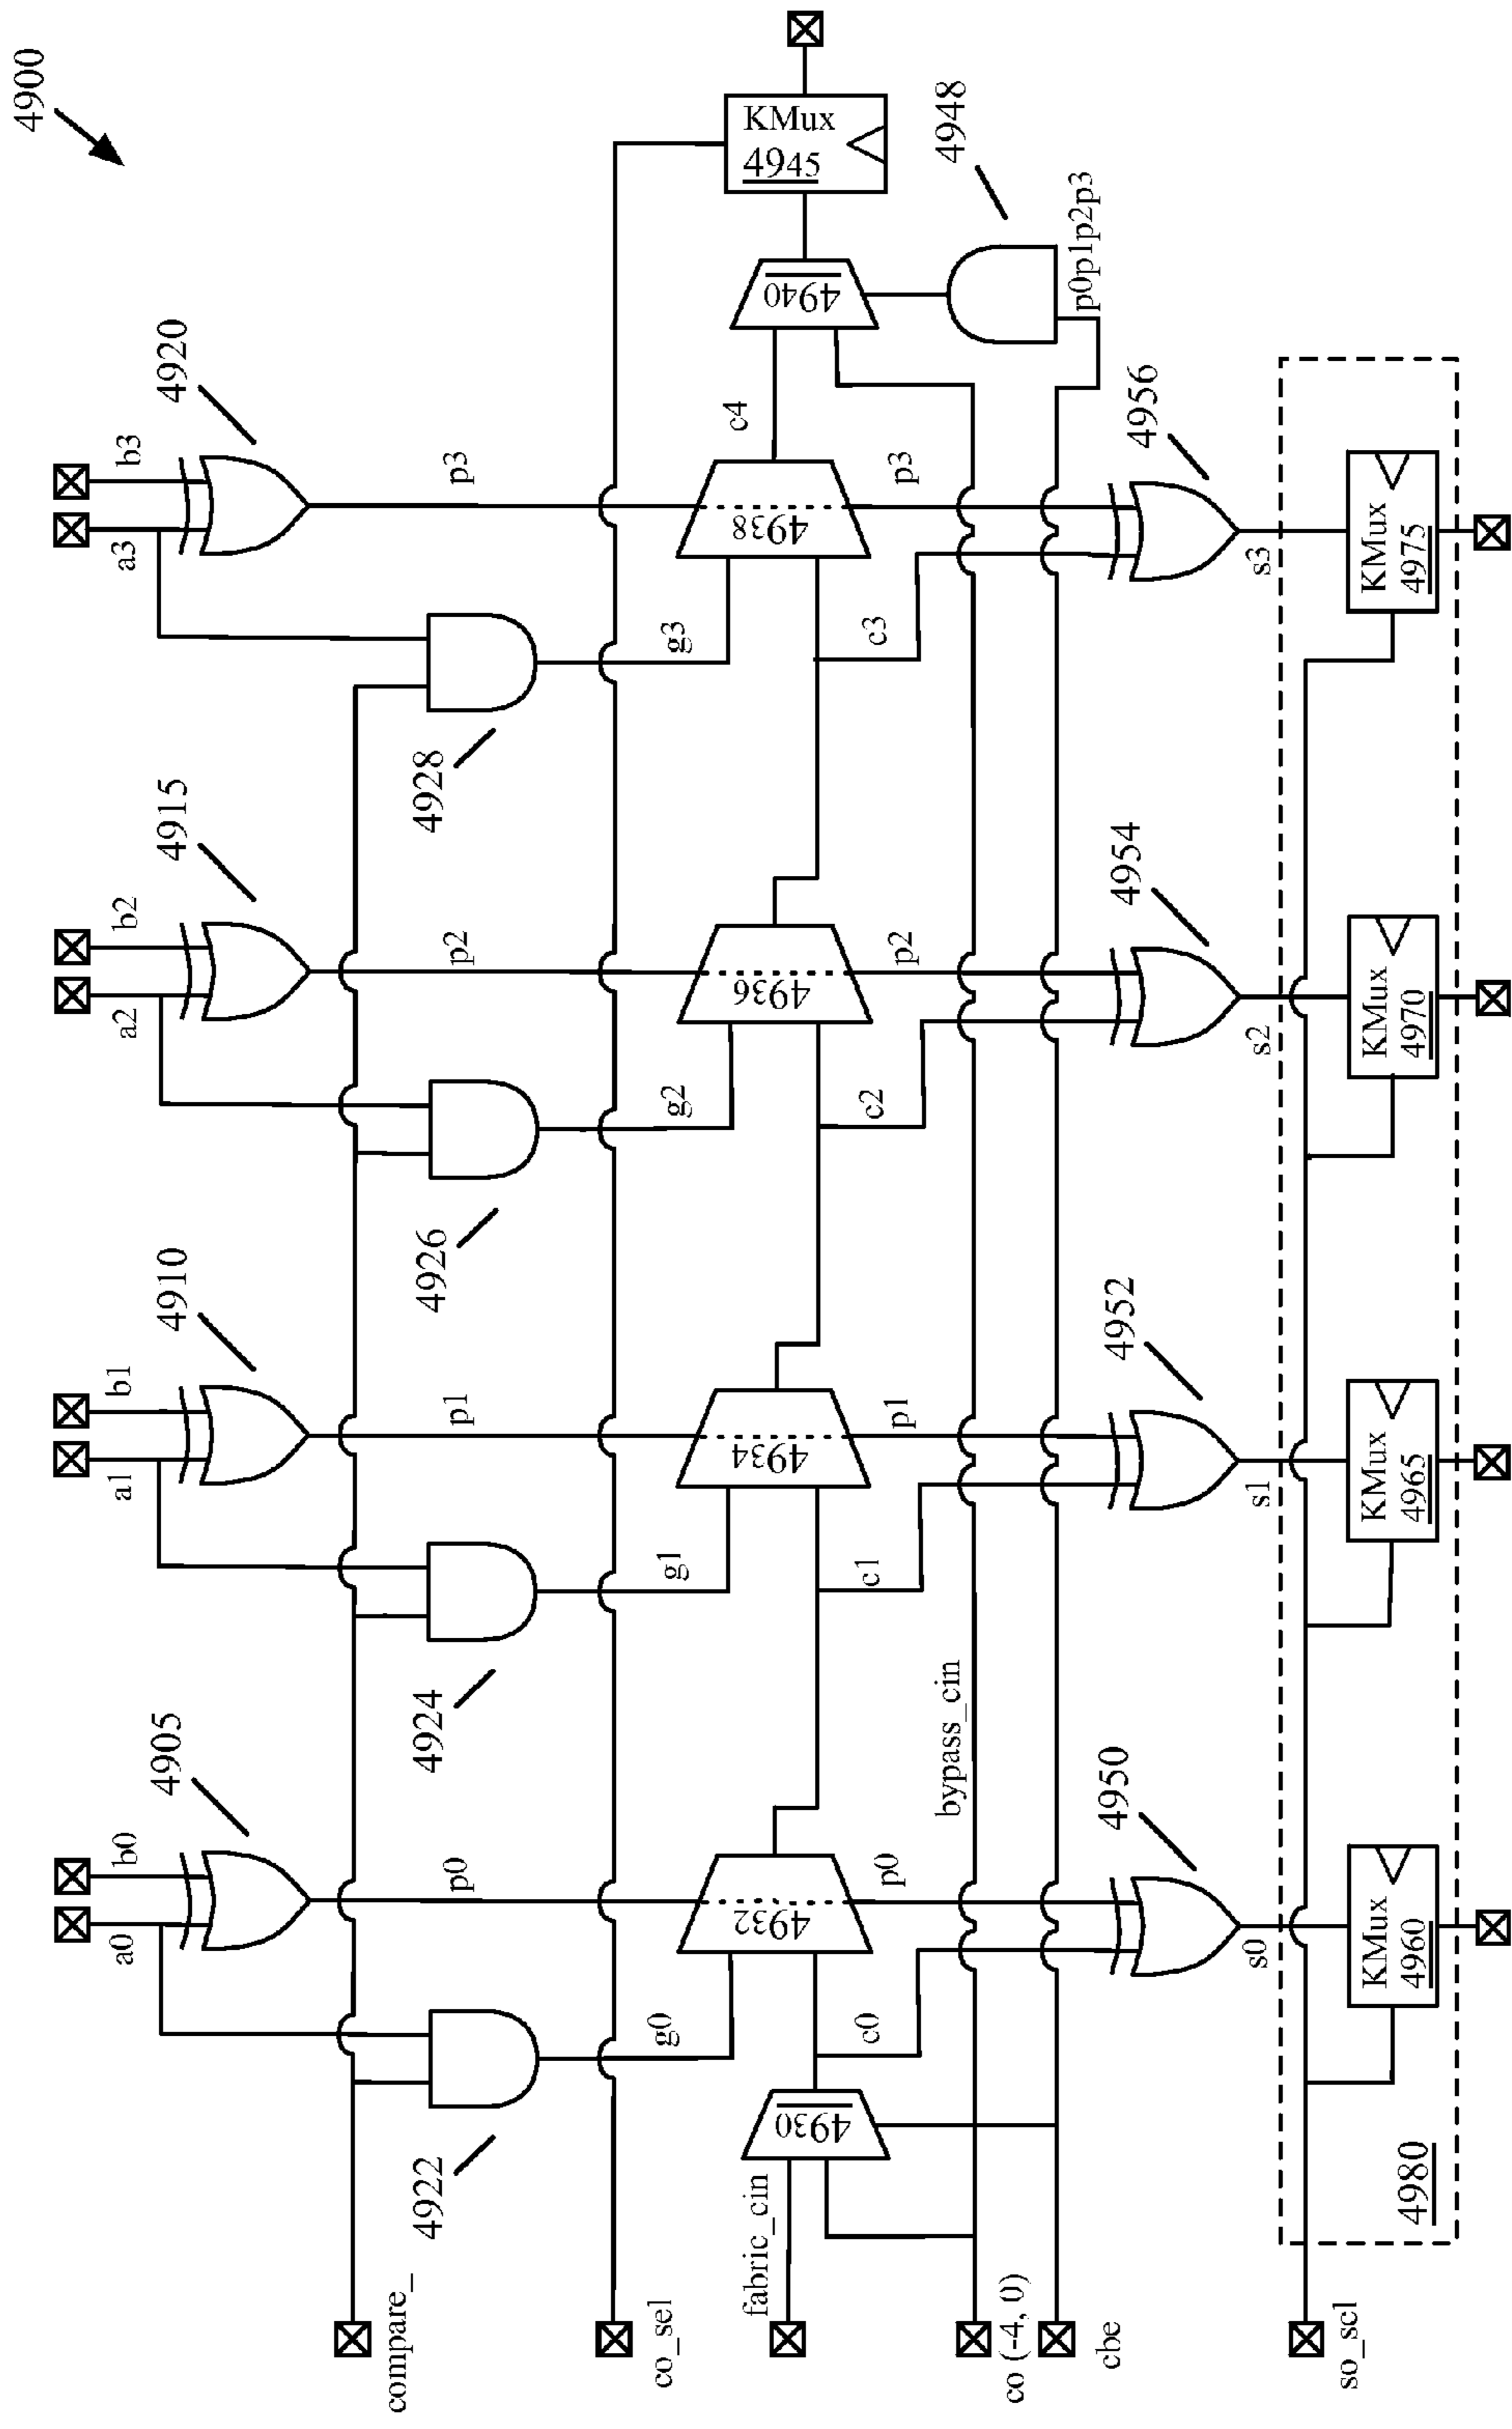 4900
b3
a3
4920
b2
a2
4915
b1
a1
4910
b0
a0
4905
compare_
4922
4924
4926
4928
co_sel
p0
p1
p2
p3
g0
g1
g2
g3
fabric_cin
4930
4932
4934
4936
4938
c4
4940
KMux
4945
4948
p0p1p2p3
c0
p0
c1
p1
c2
p2
c3
p3
bypass_cin
co (-4, 0)
cbe
4950
4952
4954
4956
s0
s1
s2
s3
so_scl
4980
KMux
4960
KMux
4965
KMux
4970
KMux
4975